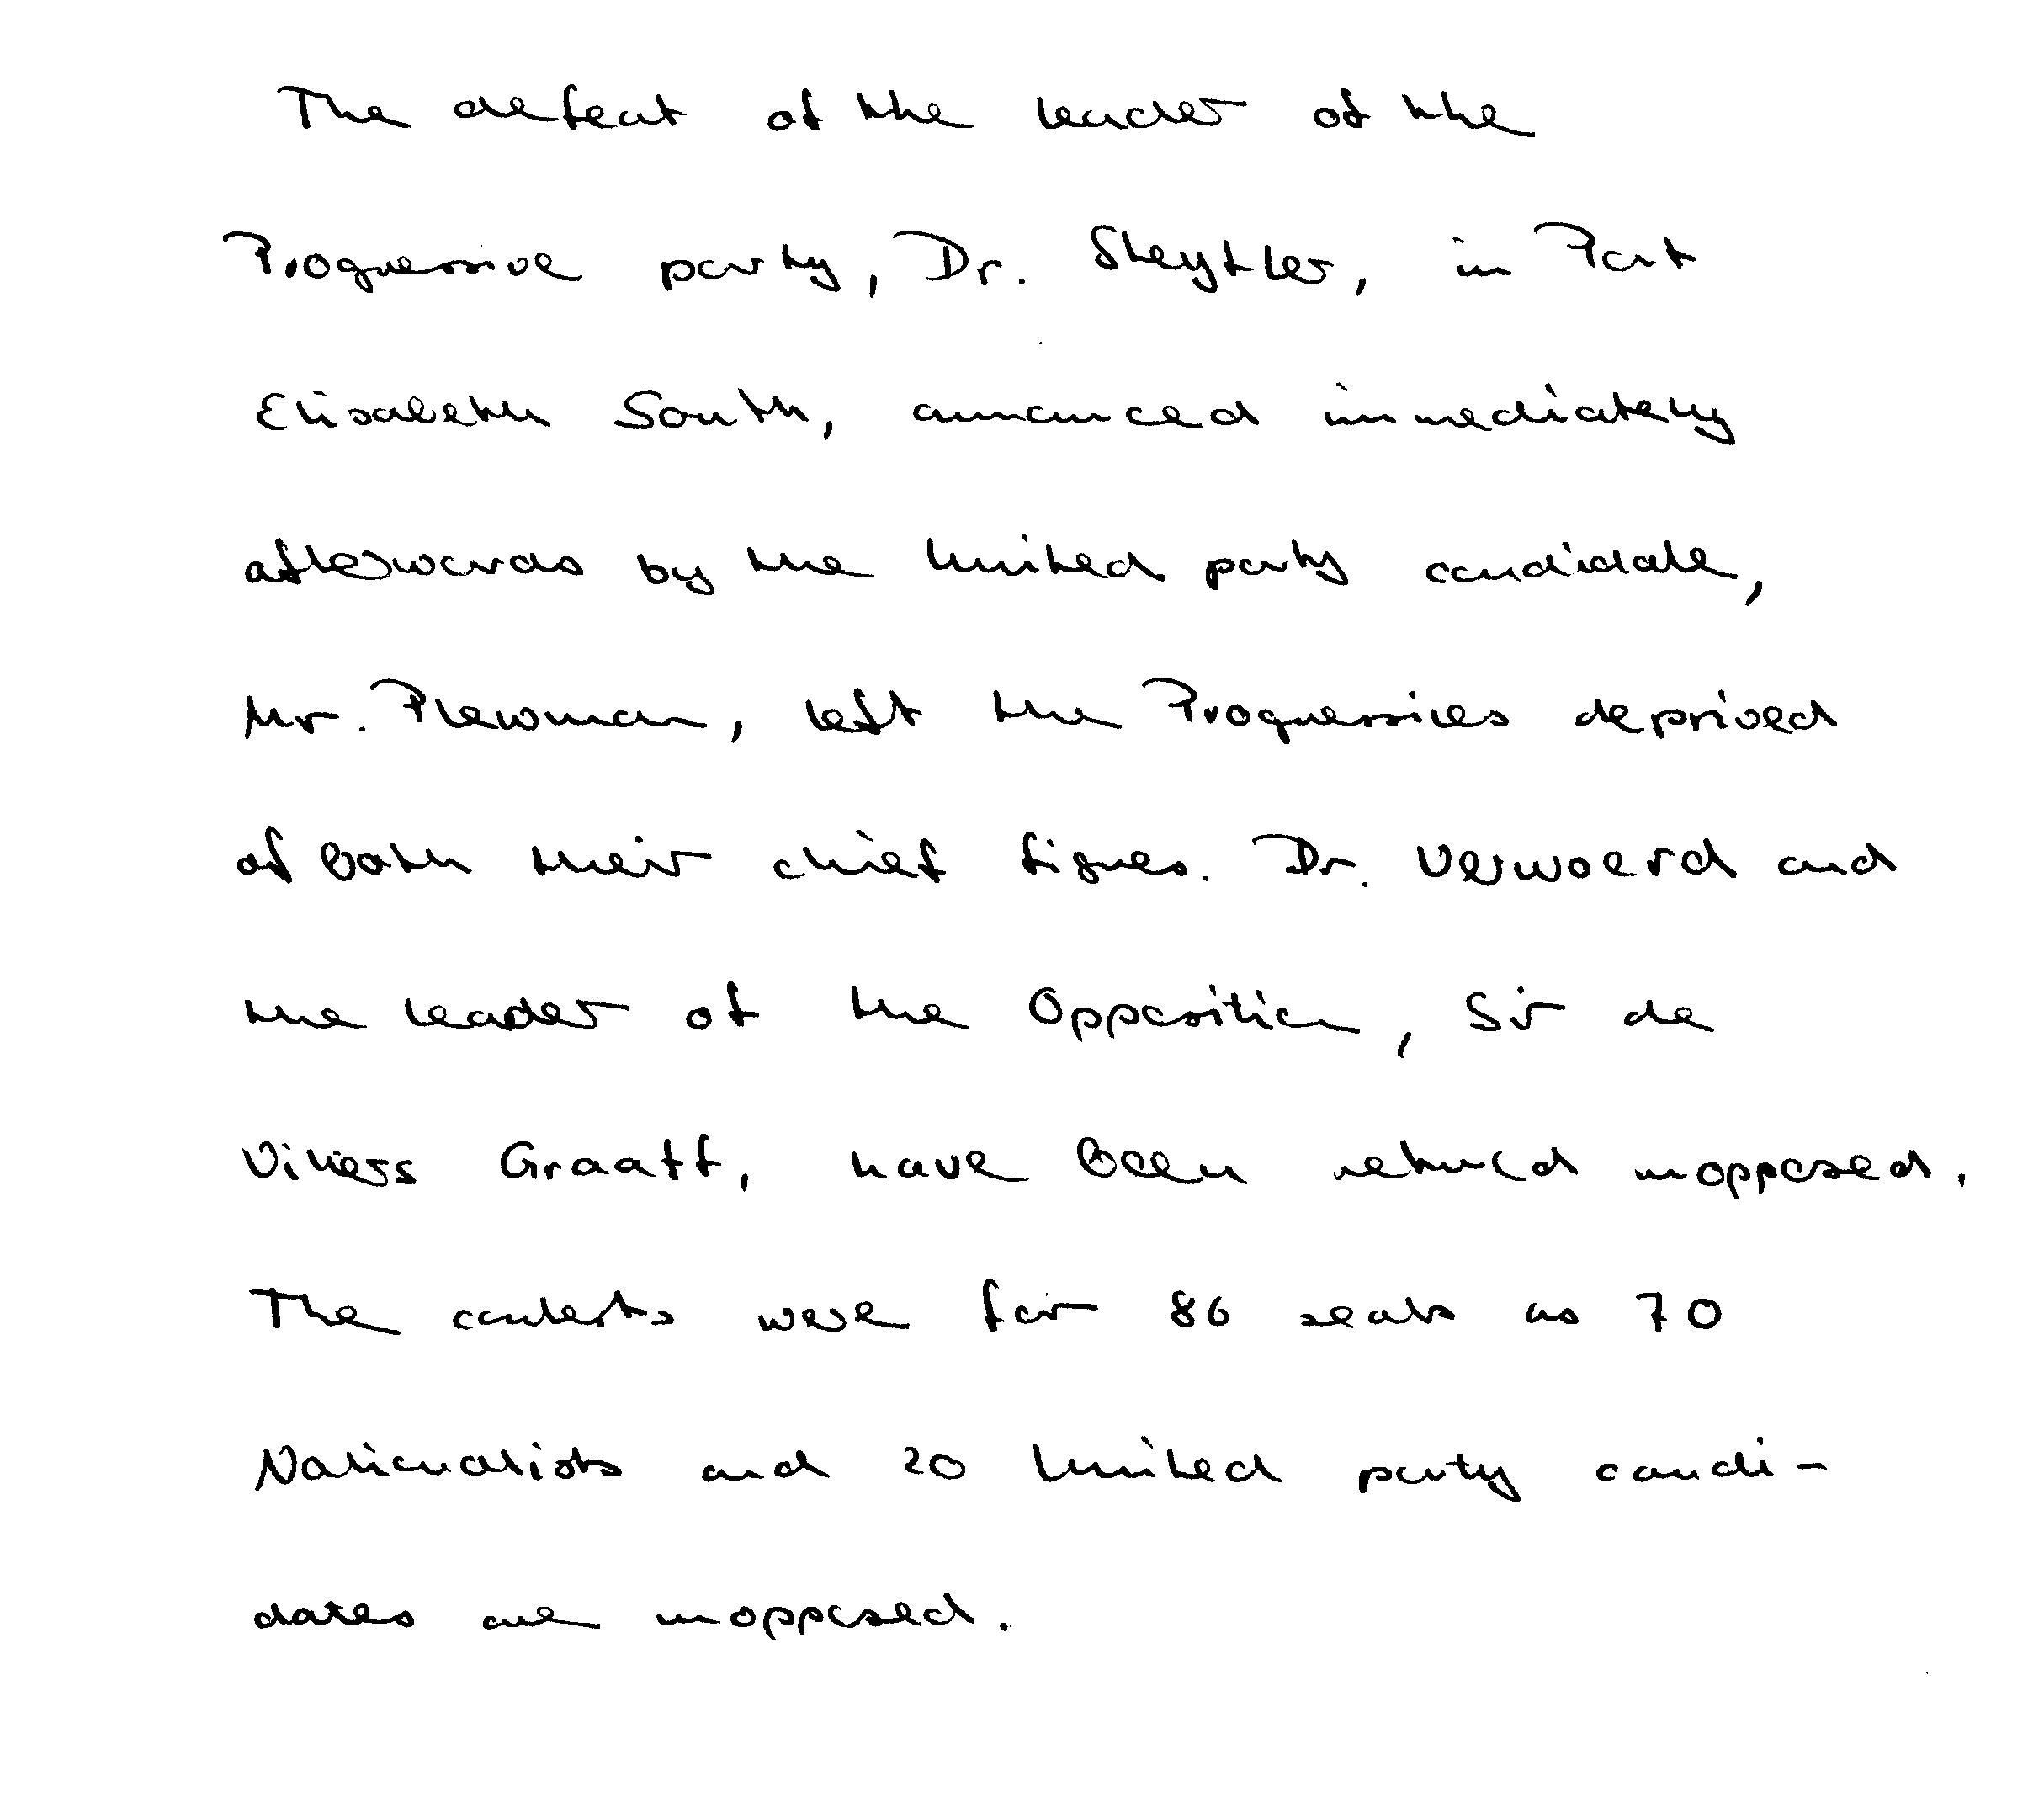 The defeat of the leader of the
Progressive party, Dr. Steytler, in Port
Elisabeth South, announced immediately
afterwards by the United party candidate,
Mr. Plewman, left the Progressives deprived
of both their chief figures. Dr. Verwoerd and
the leader of the Opposition, Sir de
Villiers Graaff, have been returned unopposed.
The contests were for 86 seats as 70
Nationalists and 20 United party candi-
dates are unopposed.